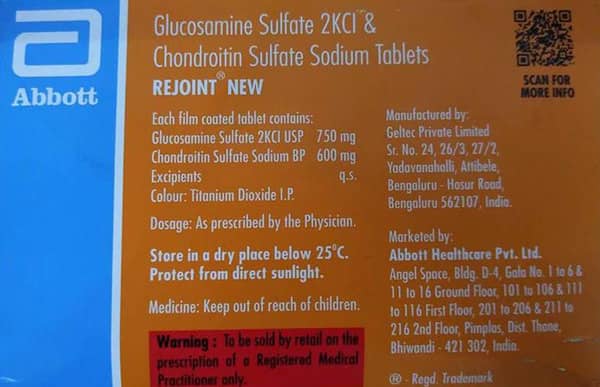 Abbott
Glucosamine Sulfate 2KCl &
Chondroitin Sulfate Sodium Tablets
REJOINT® NEW
Each film coated tablet contains:
Glucosamine Sulfate 2KCl USP 750 mg
Chondroitin Sulfate Sodium BP 600 mg
Excipients q.s.
Colour: Titanium Dioxide I.P.
Dosage: As prescribed by the Physician.
Store in a dry place below 25°C.
Protect from direct sunlight.
Medicine: Keep out of reach of children.
Warning : To be sold by retail on the
prescription of a Registered Medical
Practitioner only.
SCAN FOR
MORE INFO
Manufactured by:
Geltec Private Limited
Sr. No. 24, 26/3, 27/2,
Yadavanahalli, Attibele,
Bengaluru - Hosur Road,
Bengaluru 562107, India.
Marketed by:
Abbott Healthcare Pvt. Ltd.
Angel Space, Bldg. D-4, Gala No. 1 to 6 &
11 to 16 Ground Floor, 101 to 106 & 111
to 116 First Floor, 201 to 206 & 211 to
216 2nd Floor, Pimplas, Dist. Thane,
Bhiwandi - 421 302, India.
® - Regd. Trademark